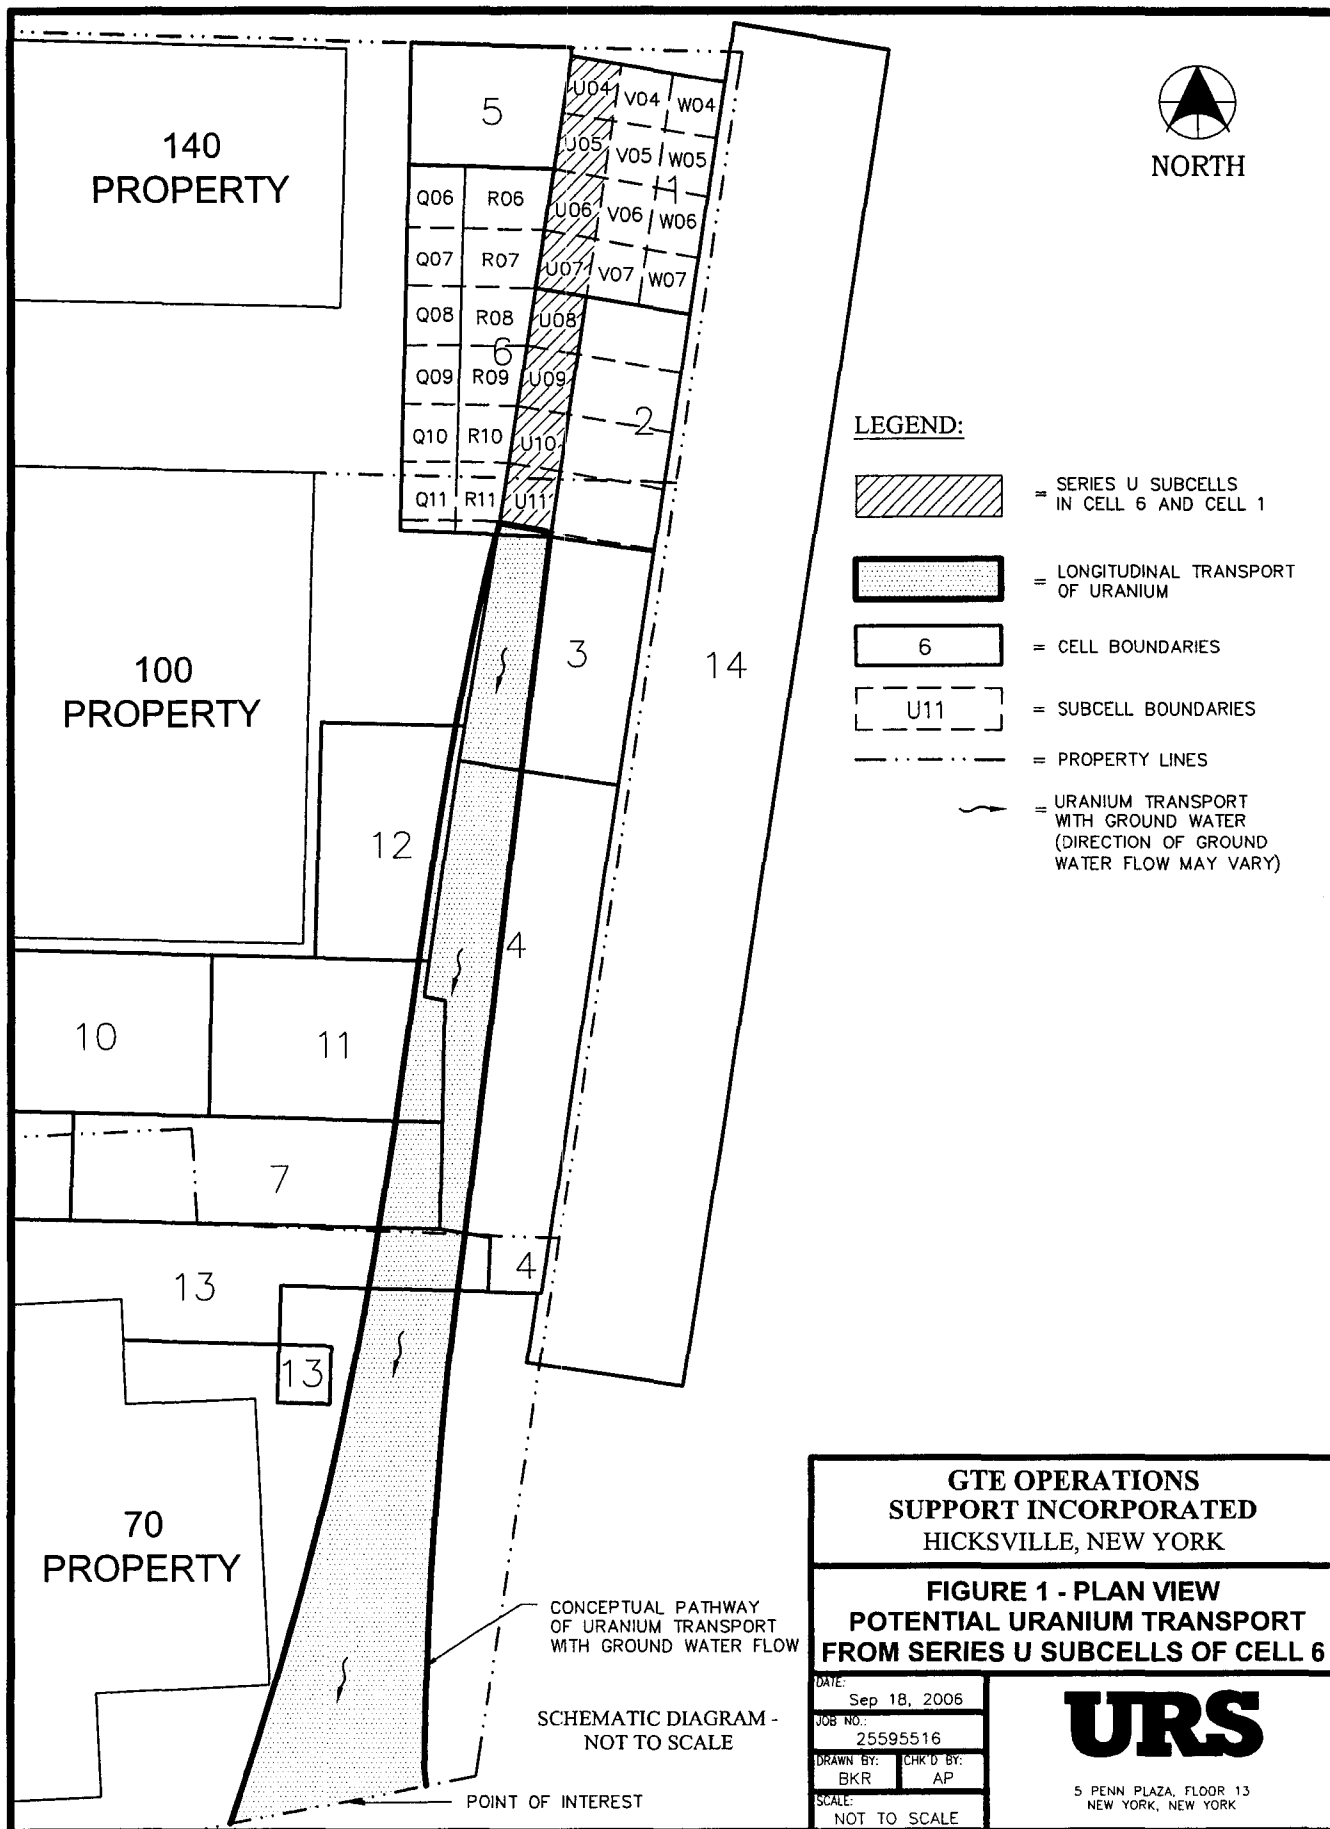 140
PROPERTY
5
U04 V04 W04
U05 V05 W05
1
Q06 R06 U06 V06 W06
Q07 R07 U07 V07 W07
Q08 R08 U08
6
Q09 R09 U09
2
Q10 R10 U10
Q11 R11 U11
NORTH
LEGEND:
= SERIES U SUBCELLS
IN CELL 6 AND CELL 1
= LONGITUDINAL TRANSPORT
OF URANIUM
6 = CELL BOUNDARIES
U11 = SUBCELL BOUNDARIES
= PROPERTY LINES
= URANIUM TRANSPORT
WITH GROUND WATER
(DIRECTION OF GROUND
WATER FLOW MAY VARY)
100
PROPERTY
3
14
12
4
10
11
7
4
13
13
70
PROPERTY
CONCEPTUAL PATHWAY
OF URANIUM TRANSPORT
WITH GROUND WATER FLOW
SCHEMATIC DIAGRAM -
NOT TO SCALE
POINT OF INTEREST
GTE OPERATIONS
SUPPORT INCORPORATED
HICKSVILLE, NEW YORK
FIGURE 1 - PLAN VIEW
POTENTIAL URANIUM TRANSPORT
FROM SERIES U SUBCELLS OF CELL 6
DATE:
Sep 18, 2006
JOB NO.:
25595516
DRAWN BY: CHK'D BY:
BKR AP
SCALE:
NOT TO SCALE
URS
5 PENN PLAZA, FLOOR 13
NEW YORK, NEW YORK